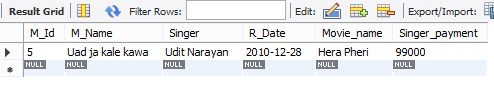 Result Grid Filter Rows: Edit: Export/Import:
M_Id M_Name Singer R_Date Movie_name Singer_payment
5 Uad ja kale kawa Udit Narayan 2010-12-28 Hera Pheri 99000
NULL NULL NULL NULL NULL NULL